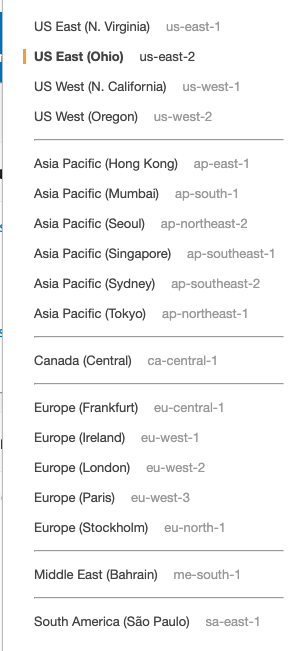 US East (N. Virginia) us-east-1
US East (Ohio) us-east-2
US West (N. California) us-west-1
US West (Oregon) us-west-2
Asia Pacific (Hong Kong) ap-east-1
Asia Pacific (Mumbai) ap-south-1
Asia Pacific (Seoul) ap-northeast-2
Asia Pacific (Singapore) ap-southeast-1
Asia Pacific (Sydney) ap-southeast-2
Asia Pacific (Tokyo) ap-northeast-1
Canada (Central) ca-central-1
Europe (Frankfurt) eu-central-1
Europe (Ireland) eu-west-1
Europe (London) eu-west-2
Europe (Paris) eu-west-3
Europe (Stockholm) eu-north-1
Middle East (Bahrain) me-south-1
South America (São Paulo) sa-east-1